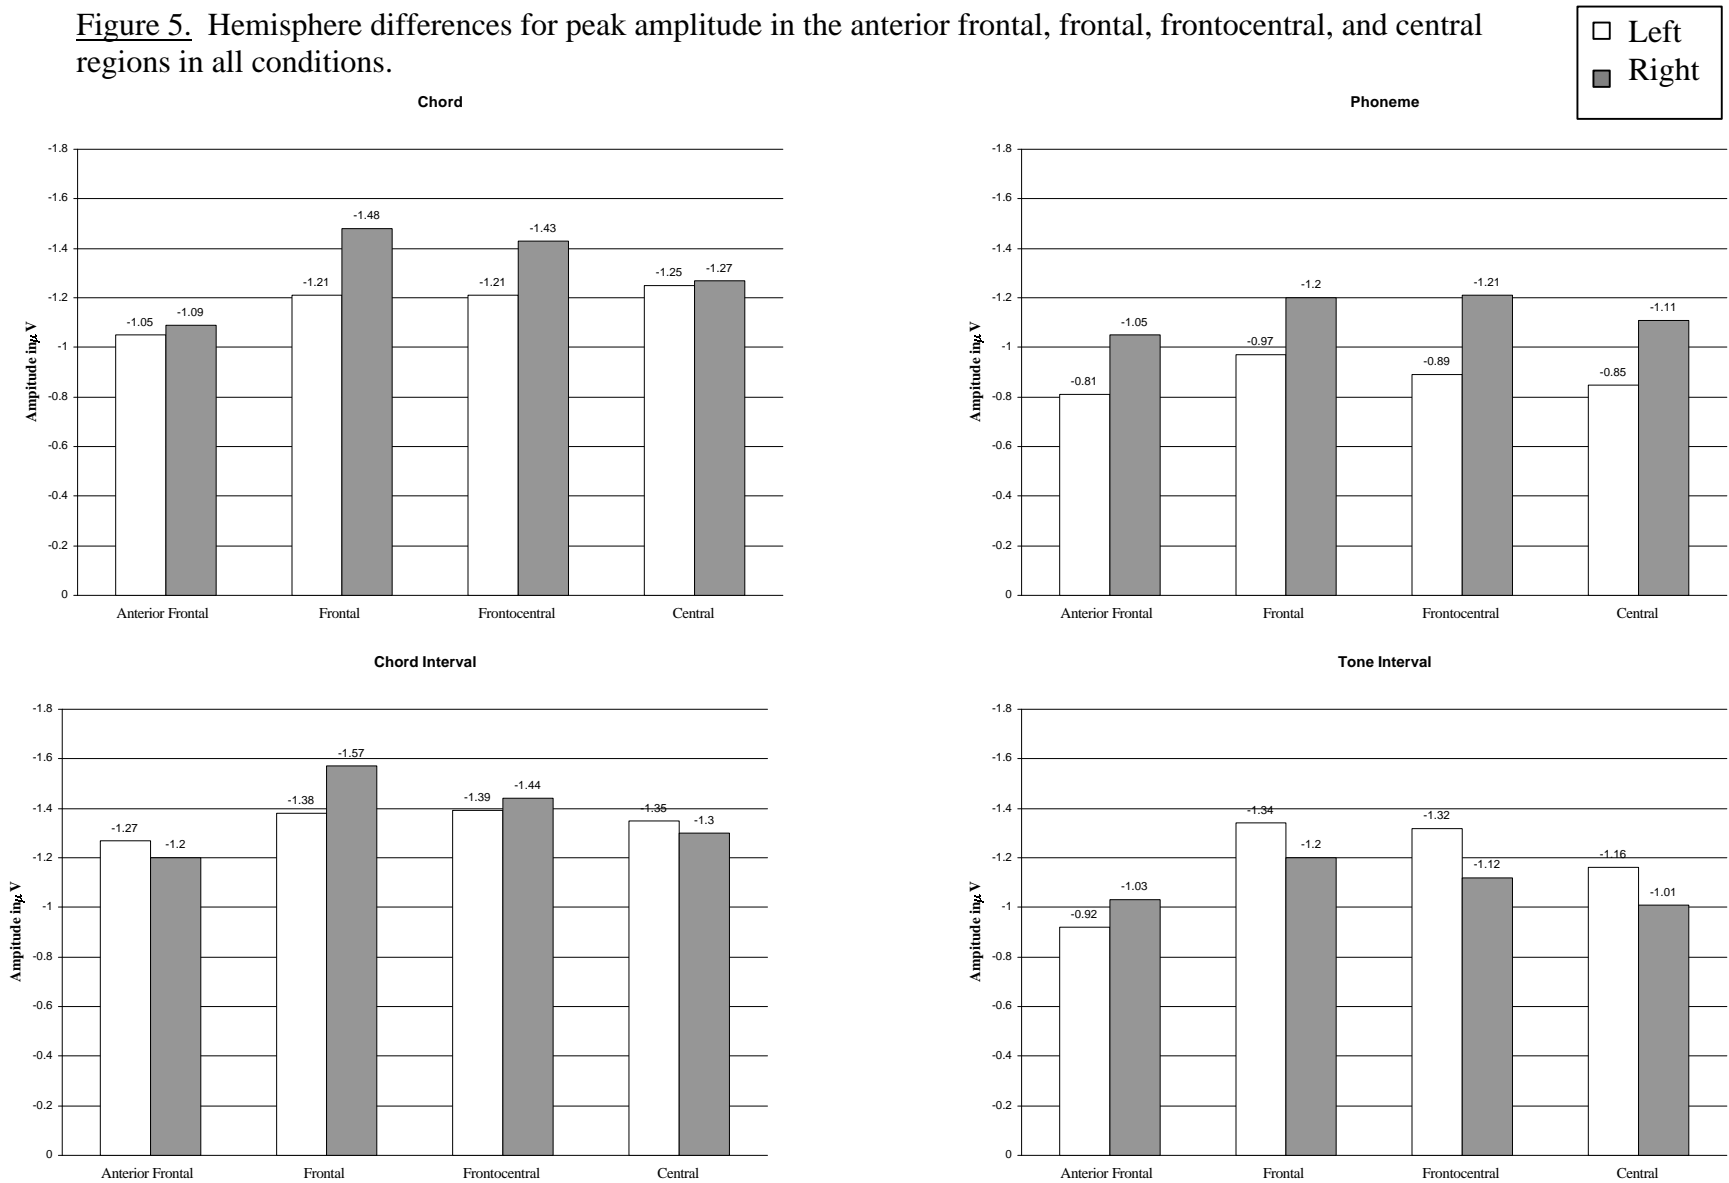 Figure 5. Hemisphere differences for peak amplitude in the anterior frontal, frontal, frontocentral, and central
regions in all conditions.
Left
Right
Chord
Ampitude inμ V
-1.8
-1.6
-1.4
-1.2
-1
-0.8
-0.6
-0.4
-0.2
0
-1.05
-1.09
-1.21
-1.48
-1.21
-1.43
-1.25
-1.27
Anterior Frontal
Frontal
Frontocentral
Central
Phoneme
Ampitude inμ V
-1.8
-1.6
-1.4
-1.2
-1
-0.8
-0.6
-0.4
-0.2
0
-0.81
-1.05
-0.97
-1.2
-0.89
-1.21
-0.85
-1.11
Anterior Frontal
Frontal
Frontocentral
Central
Chord Interval
Ampitude inμ V
-1.8
-1.6
-1.4
-1.2
-1
-0.8
-0.6
-0.4
-0.2
0
-1.27
-1.2
-1.38
-1.57
-1.39
-1.44
-1.35
-1.3
Anterior Frontal
Frontal
Frontocentral
Central
Tone Interval
Ampitude inμ V
-1.8
-1.6
-1.4
-1.2
-1
-0.8
-0.6
-0.4
-0.2
0
-0.92
-1.03
-1.34
-1.2
-1.32
-1.12
-1.16
-1.01
Anterior Frontal
Frontal
Frontocentral
Central